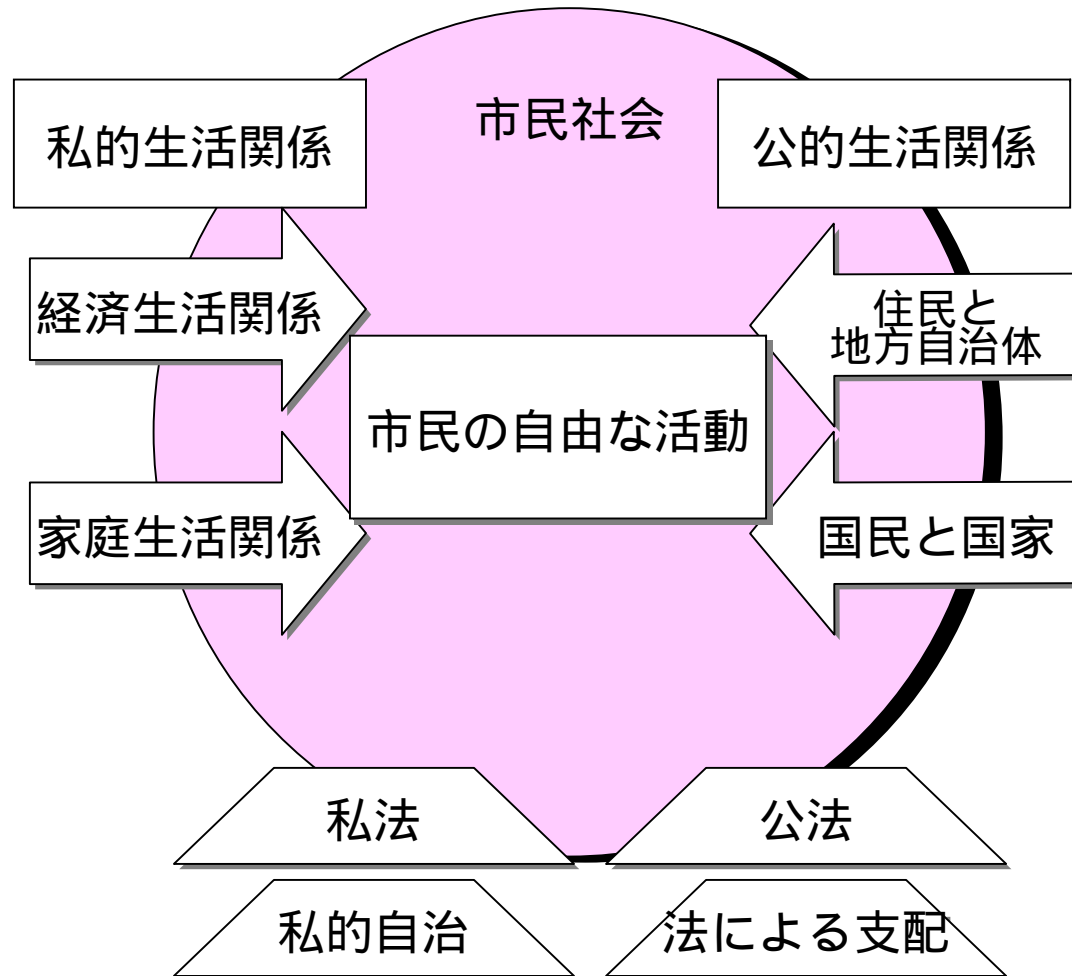 市民社会
私的生活関係
公的生活関係
経済生活関係
住民と
地方自治体
市民の自由な活動
家庭生活関係
国民と国家
私法
公法
私的自治
法による支配